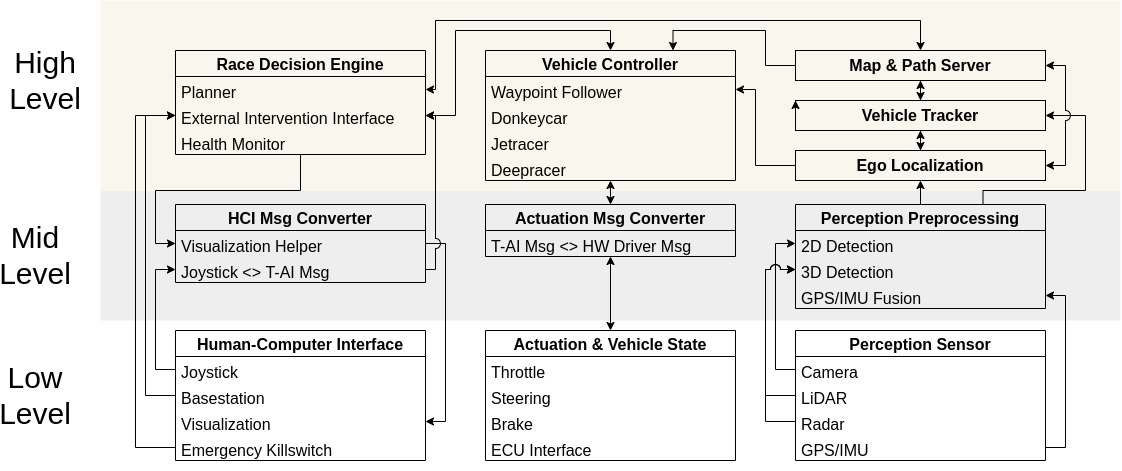 High
Level
Race Decision Engine
Planner
External Intervention Interface
Health Monitor
Vehicle Controller
Waypoint Follower
Donkeycar
Jetracer
Deepracer
Map & Path Server
Vehicle Tracker
Ego Localization
Mid
Level
HCI Msg Converter
Visualization Helper
Joystick <> T-AI Msg
Actuation Msg Converter
T-AI Msg <> HW Driver Msg
Perception Preprocessing
2D Detection
3D Detection
GPS/IMU Fusion
Low
Level
Human-Computer Interface
Joystick
Basestation
Visualization
Emergency Killswitch
Actuation & Vehicle State
Throttle
Steering
Brake
ECU Interface
Perception Sensor
Camera
LiDAR
Radar
GPS/IMU